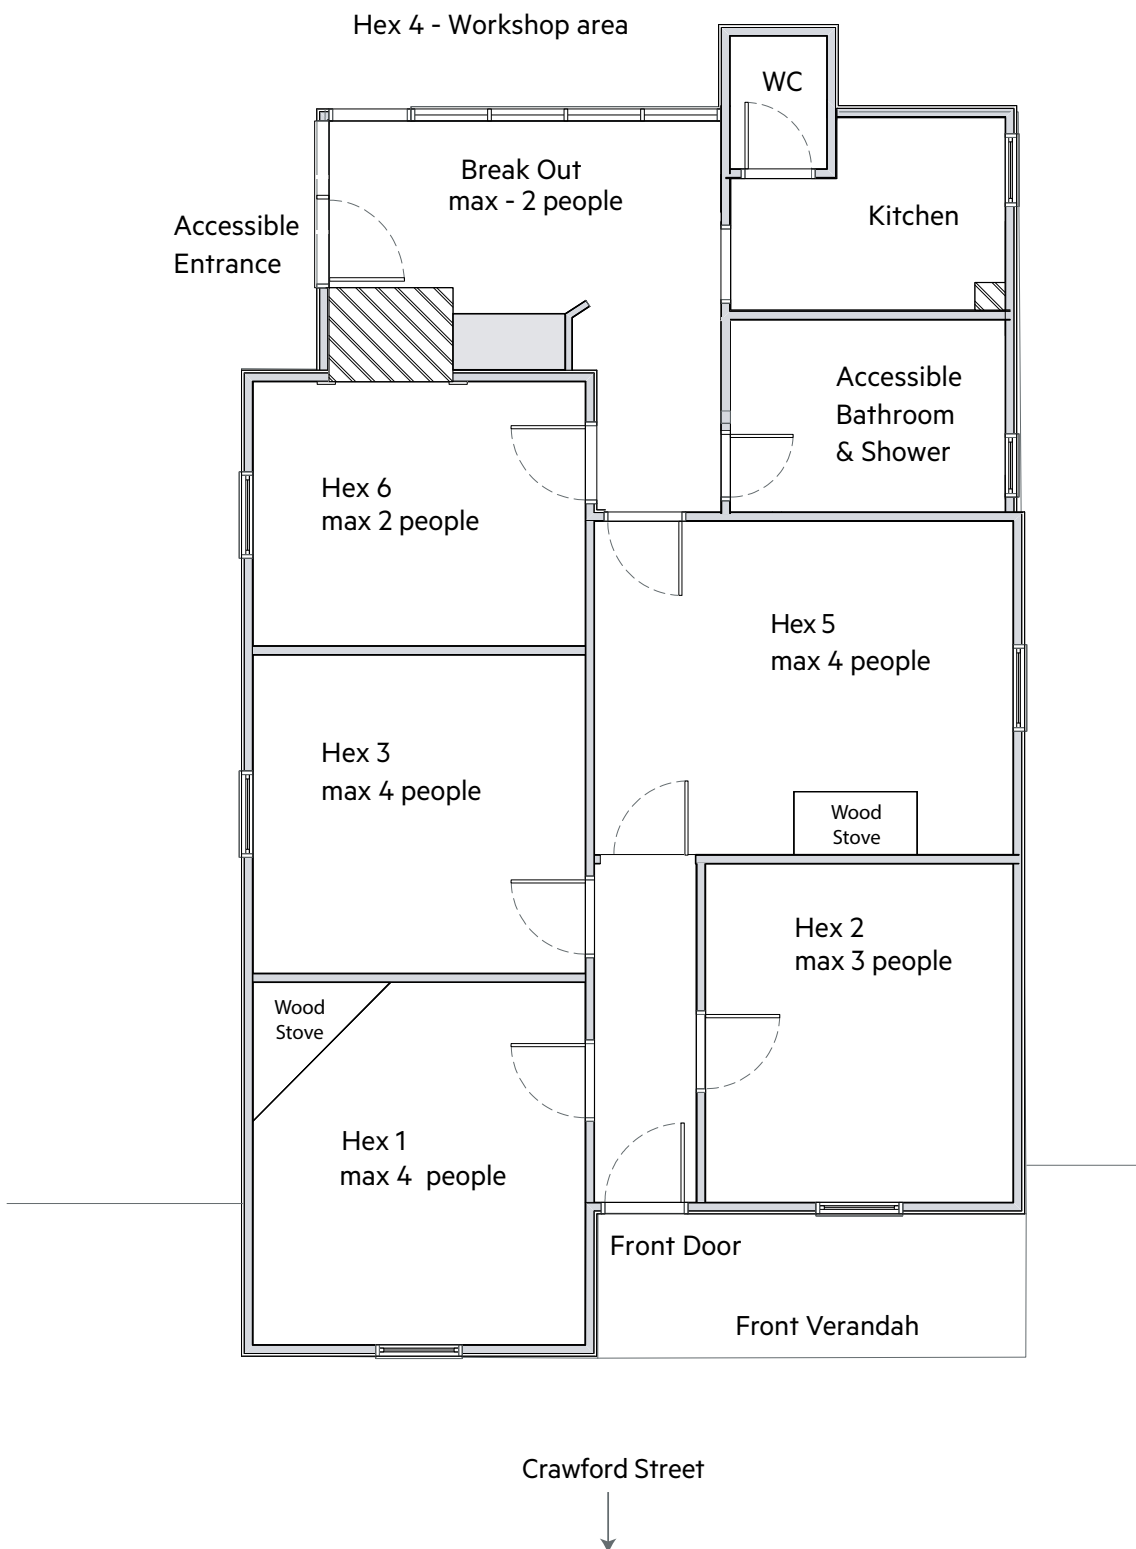 Hex 4 - Workshop area
WC
Break Out
max - 2 people
Kitchen
Accessible
Entrance
Accessible
Bathroom
& Shower
Hex 6
max 2 people
Hex 5
max 4 people
Hex 3
max 4 people
Wood
Stove
Hex 2
max 3 people
Wood
Stove
Hex 1
max 4 people
Front Door
Front Verandah
Crawford Street